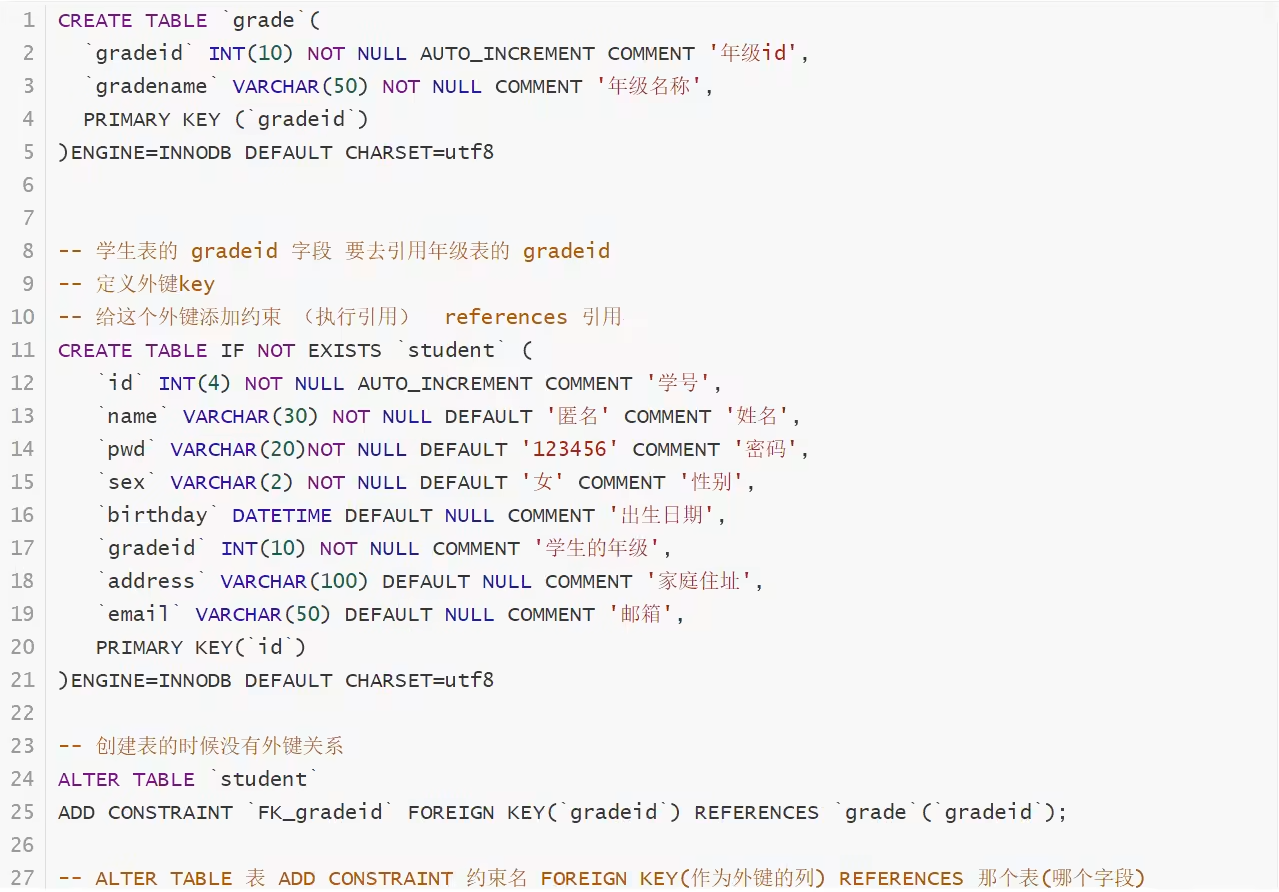 1 CREATE TABLE `grade`(
2 `gradeid` INT(10) NOT NULL AUTO_INCREMENT COMMENT '年级id',
3 `gradename` VARCHAR(50) NOT NULL COMMENT '年级名称',
4 PRIMARY KEY (`gradeid`)
5 )ENGINE=INNODB DEFAULT CHARSET=utf8
6
7
8 -- 学生表的 gradeid 字段 要去引用年级表的 gradeid
9 -- 定义外键key
10 -- 给这个外键添加约束 （执行引用） references 引用
11 CREATE TABLE IF NOT EXISTS `student` (
12 `id` INT(4) NOT NULL AUTO_INCREMENT COMMENT '学号',
13 `name` VARCHAR(30) NOT NULL DEFAULT '匿名' COMMENT '姓名',
14 `pwd` VARCHAR(20)NOT NULL DEFAULT '123456' COMMENT '密码',
15 `sex` VARCHAR(2) NOT NULL DEFAULT '女' COMMENT '性别',
16 `birthday` DATETIME DEFAULT NULL COMMENT '出生日期',
17 `gradeid` INT(10) NOT NULL COMMENT '学生的年级',
18 `address` VARCHAR(100) DEFAULT NULL COMMENT '家庭住址',
19 `email` VARCHAR(50) DEFAULT NULL COMMENT '邮箱',
20 PRIMARY KEY(`id`)
21 )ENGINE=INNODB DEFAULT CHARSET=utf8
22
23 -- 创建表的时候没有外键关系
24 ALTER TABLE `student`
25 ADD CONSTRAINT `FK_gradeid` FOREIGN KEY(`gradeid`) REFERENCES `grade`(`gradeid`);
26
27 -- ALTER TABLE 表 ADD CONSTRAINT 约束名 FOREIGN KEY(作为外键的列) REFERENCES 那个表(哪个字段)